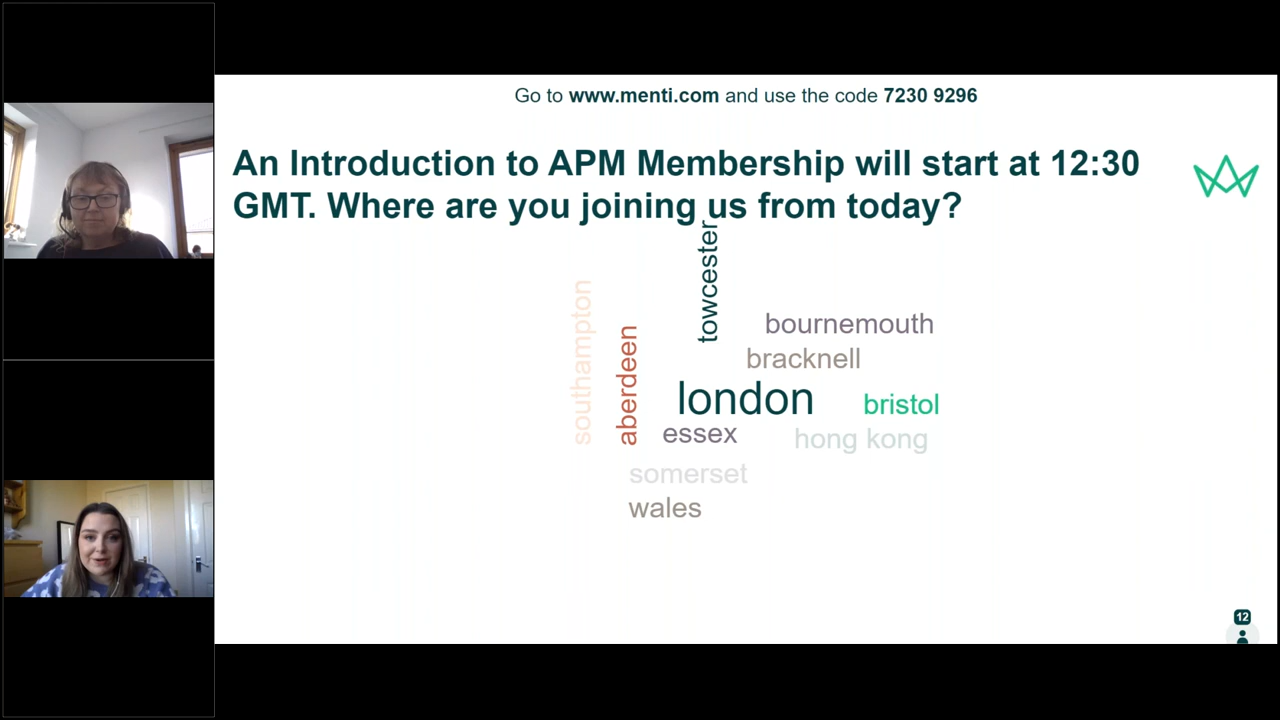 Go to www.menti.com and use the code 7230 9296
An Introduction to APM Membership will start at 12:30
GMT. Where are you joining us from today?
towcester
southampton
bournemouth
aberdeen
bracknell
london
bristol
essex
hong kong
somerset
wales
12